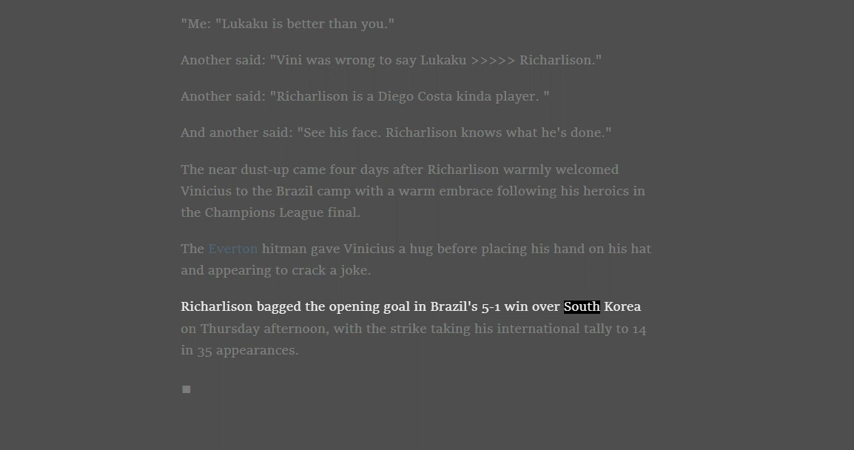 "Me: "Lukaku is better than you."
Another said: "Vini was wrong to say Lukaku >>>>> Richarlison."
Another said: "Richarlison is a Diego Costa kinda player. "
And another said: "See his face. Richarlison knows what he's done."
The near dust-up came four days after Richarlison warmly welcomed
Vinicius to the Brazil camp with a warm embrace following his heroics in
the Champions League final.
The Everton hitman gave Vinicius a hug before placing his hand on his hat
and appearing to crack a joke.
Richarlison bagged the opening goal in Brazil's 5-1 win over South Korea
on Thursday afternoon, with the strike taking his international tally to 14
in 35 appearances.